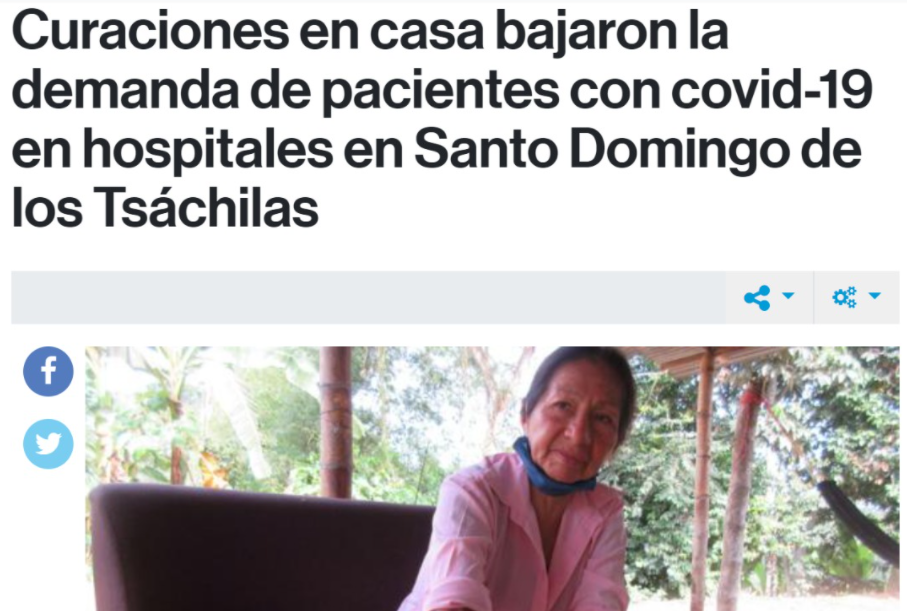 Curaciones en casa bajaron la
demanda de pacientes con covid-19
en hospitales en Santo Domingo de
los Tsáchilas